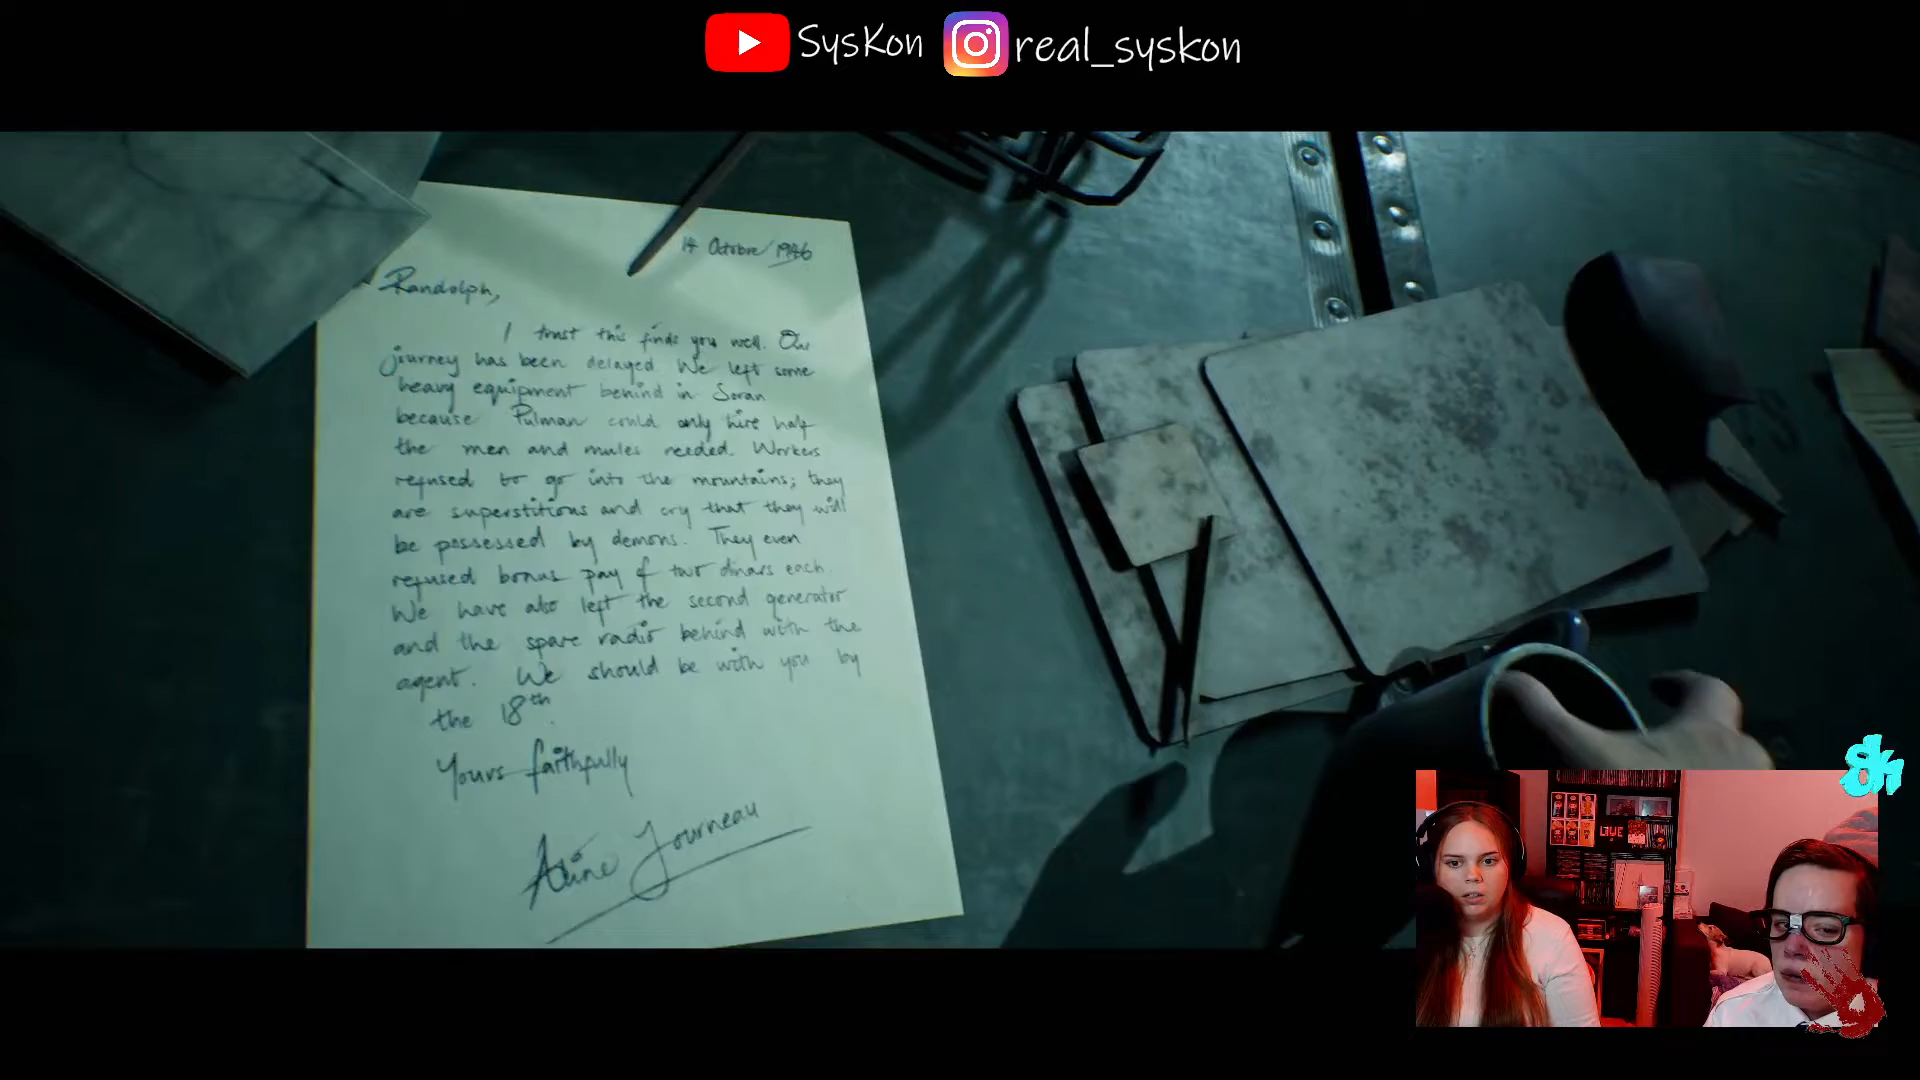 SysKon real_syskon
14 Octobre 1946
Randolph,
I trust this finds you well. Our
journey has been delayed. We left some
heavy equipment behind in Soran
because Pulman could only hire half
the men and mules needed. Workers
refused to go into the mountains; they
are superstitious and cry that they will
be possessed by demons. They even
refused bonus pay of two dinars each.
We have also left the second generator
and the spare radio behind with the
agent. We should be with you by
the 18th.
Yours faithfully
Journeau
LIVE